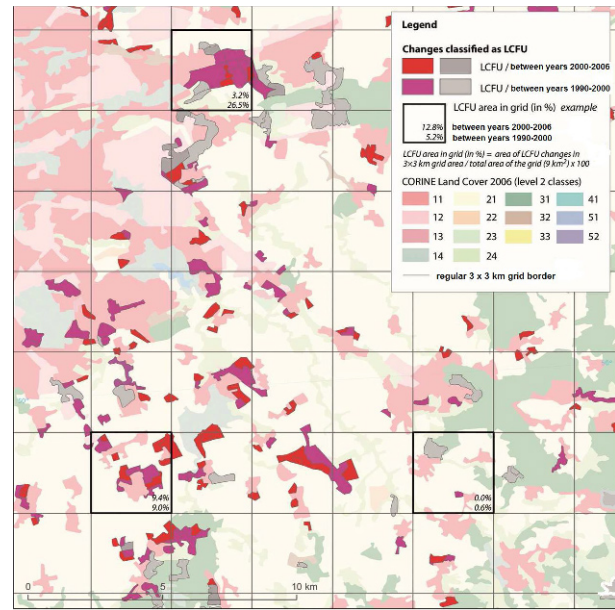 Legend
Changes classified as LCFU
LCFU / between years 2000-2006
LCFU / between years 1990-2000
LCFU area in grid (in %) example
12.8% between years 2000-2006
5.2% between years 1990-2000
LCFU area in grid (in %) = area of LCFU changes in
3×3 km grid area / total area of the grid (9 km²) x 100
CORINE Land Cover 2006 (level 2 classes)
11 21 31 41
12 22 32 51
13 23 33 52
14 24
regular 3 x 3 km grid border
3.2%
26.5%
9.4%
9.0%
0.0%
0.6%
0 5 10 km